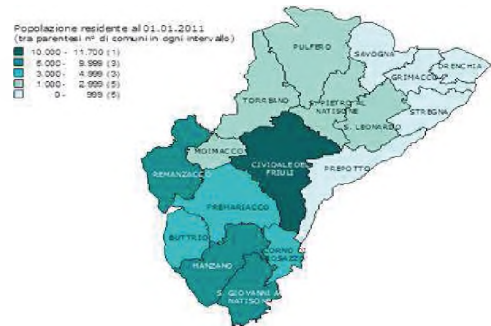 Popolazione residente al 01.01.2011
(tra parentesi n° di comuni in ogni intervallo)
10.000 - 11.700 (1)
5.000 - 9.999 (3)
3.000 - 4.999 (3)
1.000 - 2.999 (5)
0 - 999 (5)
PULFERO
SAVOGNA
DRENCHIA
GRIMACCO
TORREANO
S. PIETRO AL
NATISONE
STREGNA
S. LEONARDO
MOIMACCO
CIVIDALE DEL
FRIULI
PREPOTTO
REMANZACCO
PREMARIACCO
BUTTRIO
CORNO DI
ROSAZZO
MANZANO
S. GIOVANNI AL
NATISONE